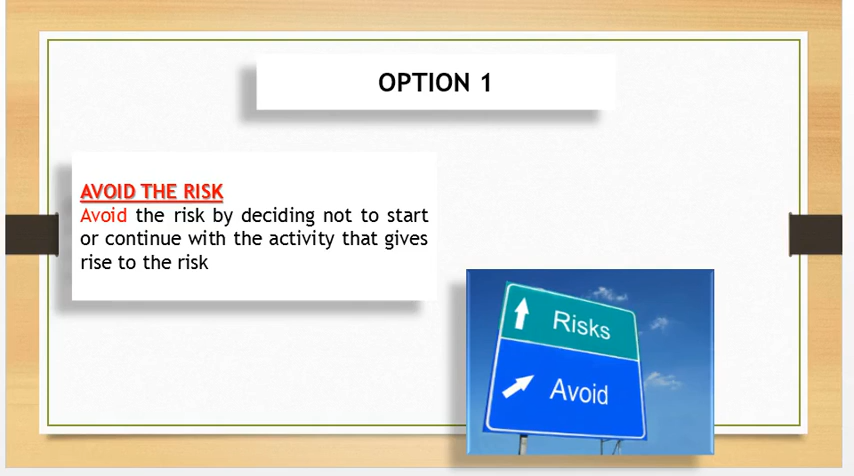 OPTION 1
AVOID THE RISK
Avoid the risk by deciding not to start
or continue with the activity that gives
rise to the risk
Risks
Avoid